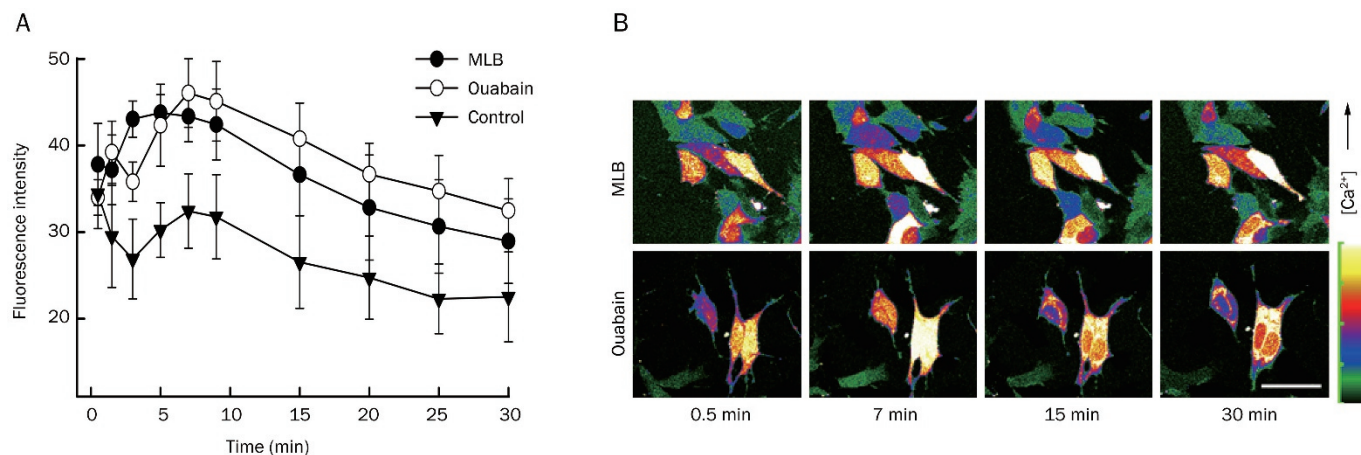 A
50
40
30
20
Fluorescence intensity
0 5 10 15 20 25 30
Time (min)
MLB
Ouabain
Control
B
MLB
Ouabain
0.5 min 7 min 15 min 30 min
[Ca²⁺]